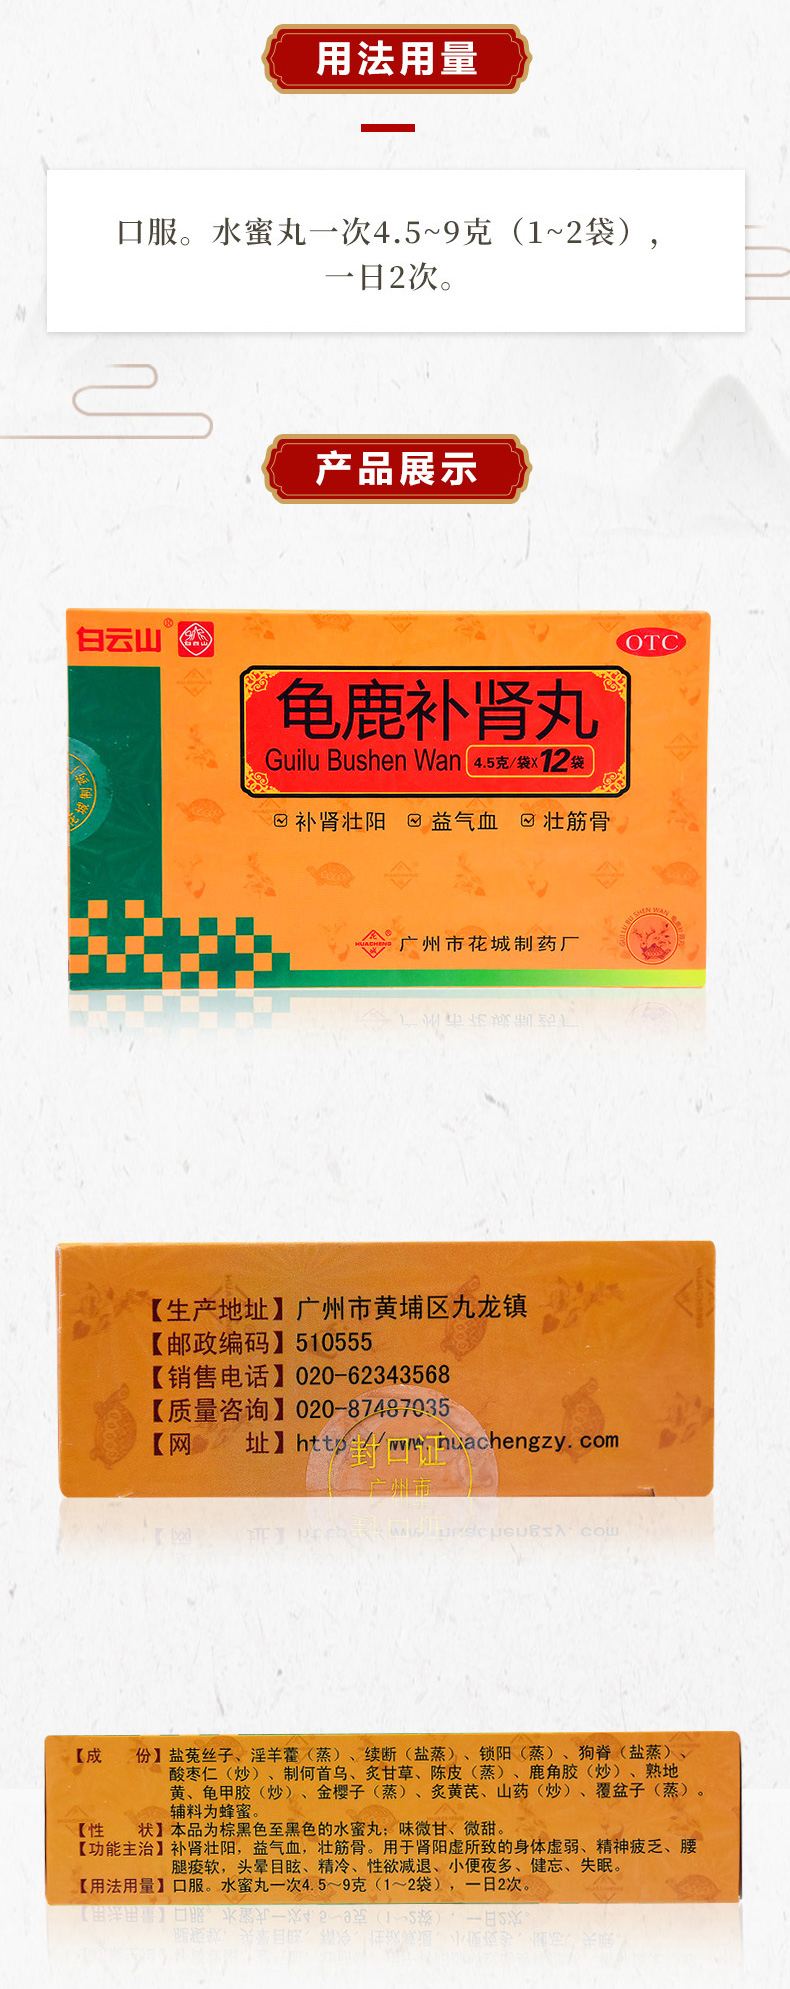 用法用量
口服。水蜜丸一次4.5~9克（1~2袋），
一日2次。
产品展示
白云山®
白云山
OTC
龟鹿补肾丸
Guilu Bushen Wan 4.5克/袋X12袋
补肾壮阳 益气血 壮筋骨
HUACHENG 广州市花城制药厂
【生产地址】广州市黄埔区九龙镇
【邮政编码】510555
【销售电话】020-62343568
【质量咨询】020-87487035
【网 址】http://www.huachengzy.com
封口证
广州市
【成 份】盐菟丝子、淫羊藿（蒸）、续断（盐蒸）、锁阳（蒸）、狗脊（盐蒸）、
酸枣仁（炒）、制何首乌、炙甘草、陈皮（蒸）、鹿角胶（炒）、熟地
黄、龟甲胶（炒）、金樱子（蒸）、炙黄芪、山药（炒）、覆盆子（蒸）。
辅料为蜂蜜。
【性 状】本品为棕黑色至黑色的水蜜丸；味微甘、微甜。
【功能主治】补肾壮阳，益气血，壮筋骨。用于肾阳虚所致的身体虚弱、精神疲乏、腰
腿痠软，头晕目眩、精冷、性欲减退、小便夜多、健忘、失眠。
【用法用量】口服。水蜜丸一次4.5～9克（1～2袋），一日2次。